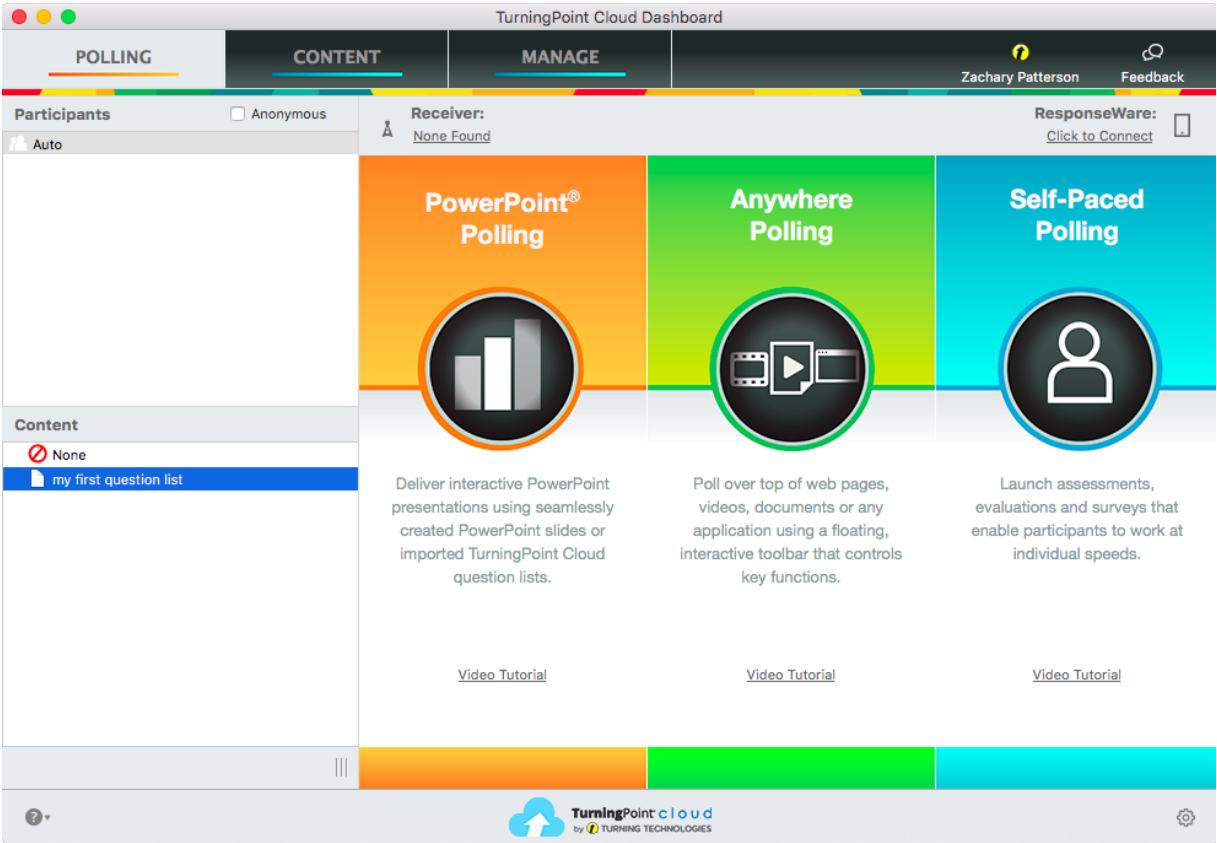 TurningPoint Cloud Dashboard
POLLING
CONTENT
MANAGE
Zachary Patterson
Feedback
Participants
Anonymous
Auto
Receiver:
None Found
ResponseWare:
Click to Connect
PowerPoint®
Polling
Deliver interactive PowerPoint
presentations using seamlessly
created PowerPoint slides or
imported TurningPoint Cloud
question lists.
Video Tutorial
Anywhere
Polling
Poll over top of web pages,
videos, documents or any
application using a floating,
interactive toolbar that controls
key functions.
Video Tutorial
Self-Paced
Polling
Launch assessments,
evaluations and surveys that
enable participants to work at
individual speeds.
Video Tutorial
Content
None
my first question list
TurningPoint cloud
by TURNING TECHNOLOGIES